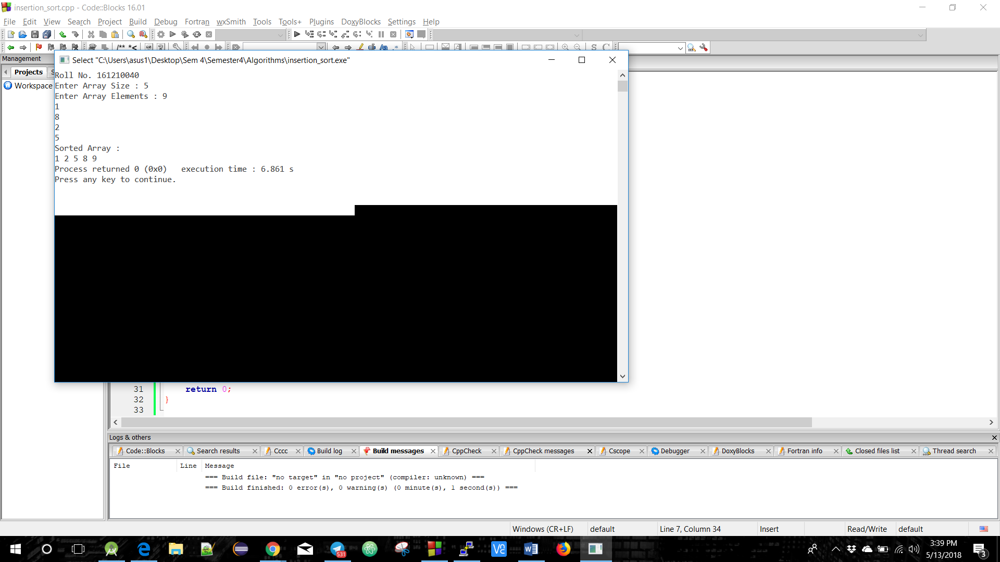 insertion_sort.cpp - Code::Blocks 16.01
File Edit View Search Project Build Debug Fortran wxSmith Tools Tools+ Plugins DoxyBlocks Settings Help
/** *<
S C
Management
Projects
Workspace
Select "C:\Users\asus1\Desktop\Sem 4\Semester4\Algorithms\insertion_sort.exe"
Roll No. 161210040
Enter Array Size : 5
Enter Array Elements : 9
1
8
2
5
Sorted Array :
1 2 5 8 9
Process returned 0 (0x0)   execution time : 6.861 s
Press any key to continue.
31 return 0;
32 }
33
Logs & others
Code::Blocks Search results Cccc Build log Build messages CppCheck CppCheck messages Cscope Debugger DoxyBlocks Fortran info Closed files list Thread search
File Line Message
=== Build file: "no target" in "no project" (compiler: unknown) ===
=== Build finished: 0 error(s), 0 warning(s) (0 minute(s), 1 second(s)) ===
Windows (CR+LF) default Line 7, Column 34 Insert Read/Write default
531
3:39 PM
5/13/2018
3